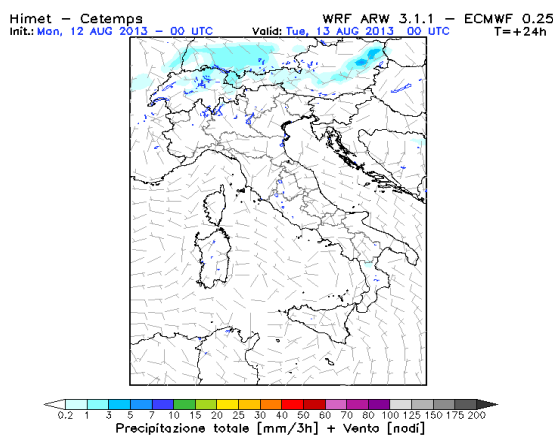 Himet – Cetemps WRF ARW 3.1.1 – ECMWF 0.25
Init.: Mon, 12 AUG 2013 – 00 UTC Valid: Tue, 13 AUG 2013 00 UTC T=+24h
0.2 1 3 5 7 10 15 20 25 30 40 50 60 70 80 90 100 125 150 175 200
Precipitazione totale [mm/3h] + Vento [nodi]